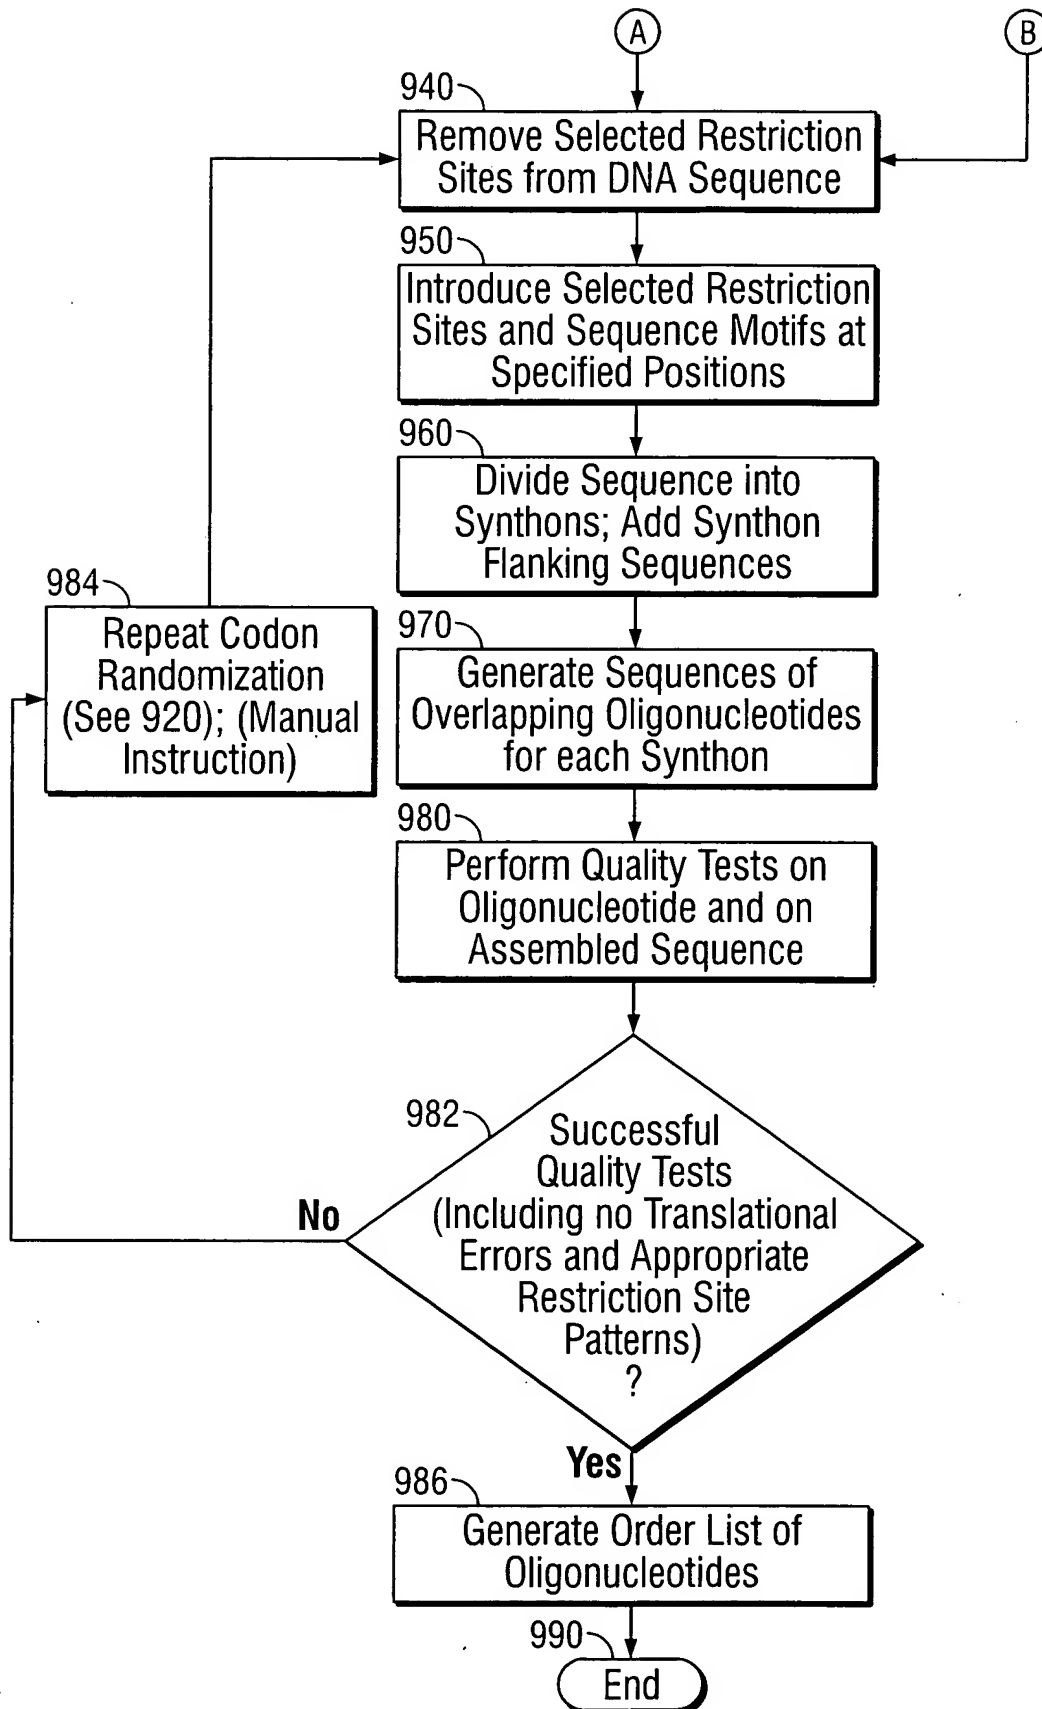 A
B
940
Remove Selected Restriction
Sites from DNA Sequence
950
Introduce Selected Restriction
Sites and Sequence Motifs at
Specified Positions
960
Divide Sequence into
Synthons; Add Synthon
Flanking Sequences
984
Repeat Codon
Randomization
(See 920); (Manual
Instruction)
970
Generate Sequences of
Overlapping Oligonucleotides
for each Synthon
980
Perform Quality Tests on
Oligonucleotide and on
Assembled Sequence
982
Successful
Quality Tests
(Including no Translational
Errors and Appropriate
Restriction Site
Patterns)
?
No
Yes
986
Generate Order List of
Oligonucleotides
990
End